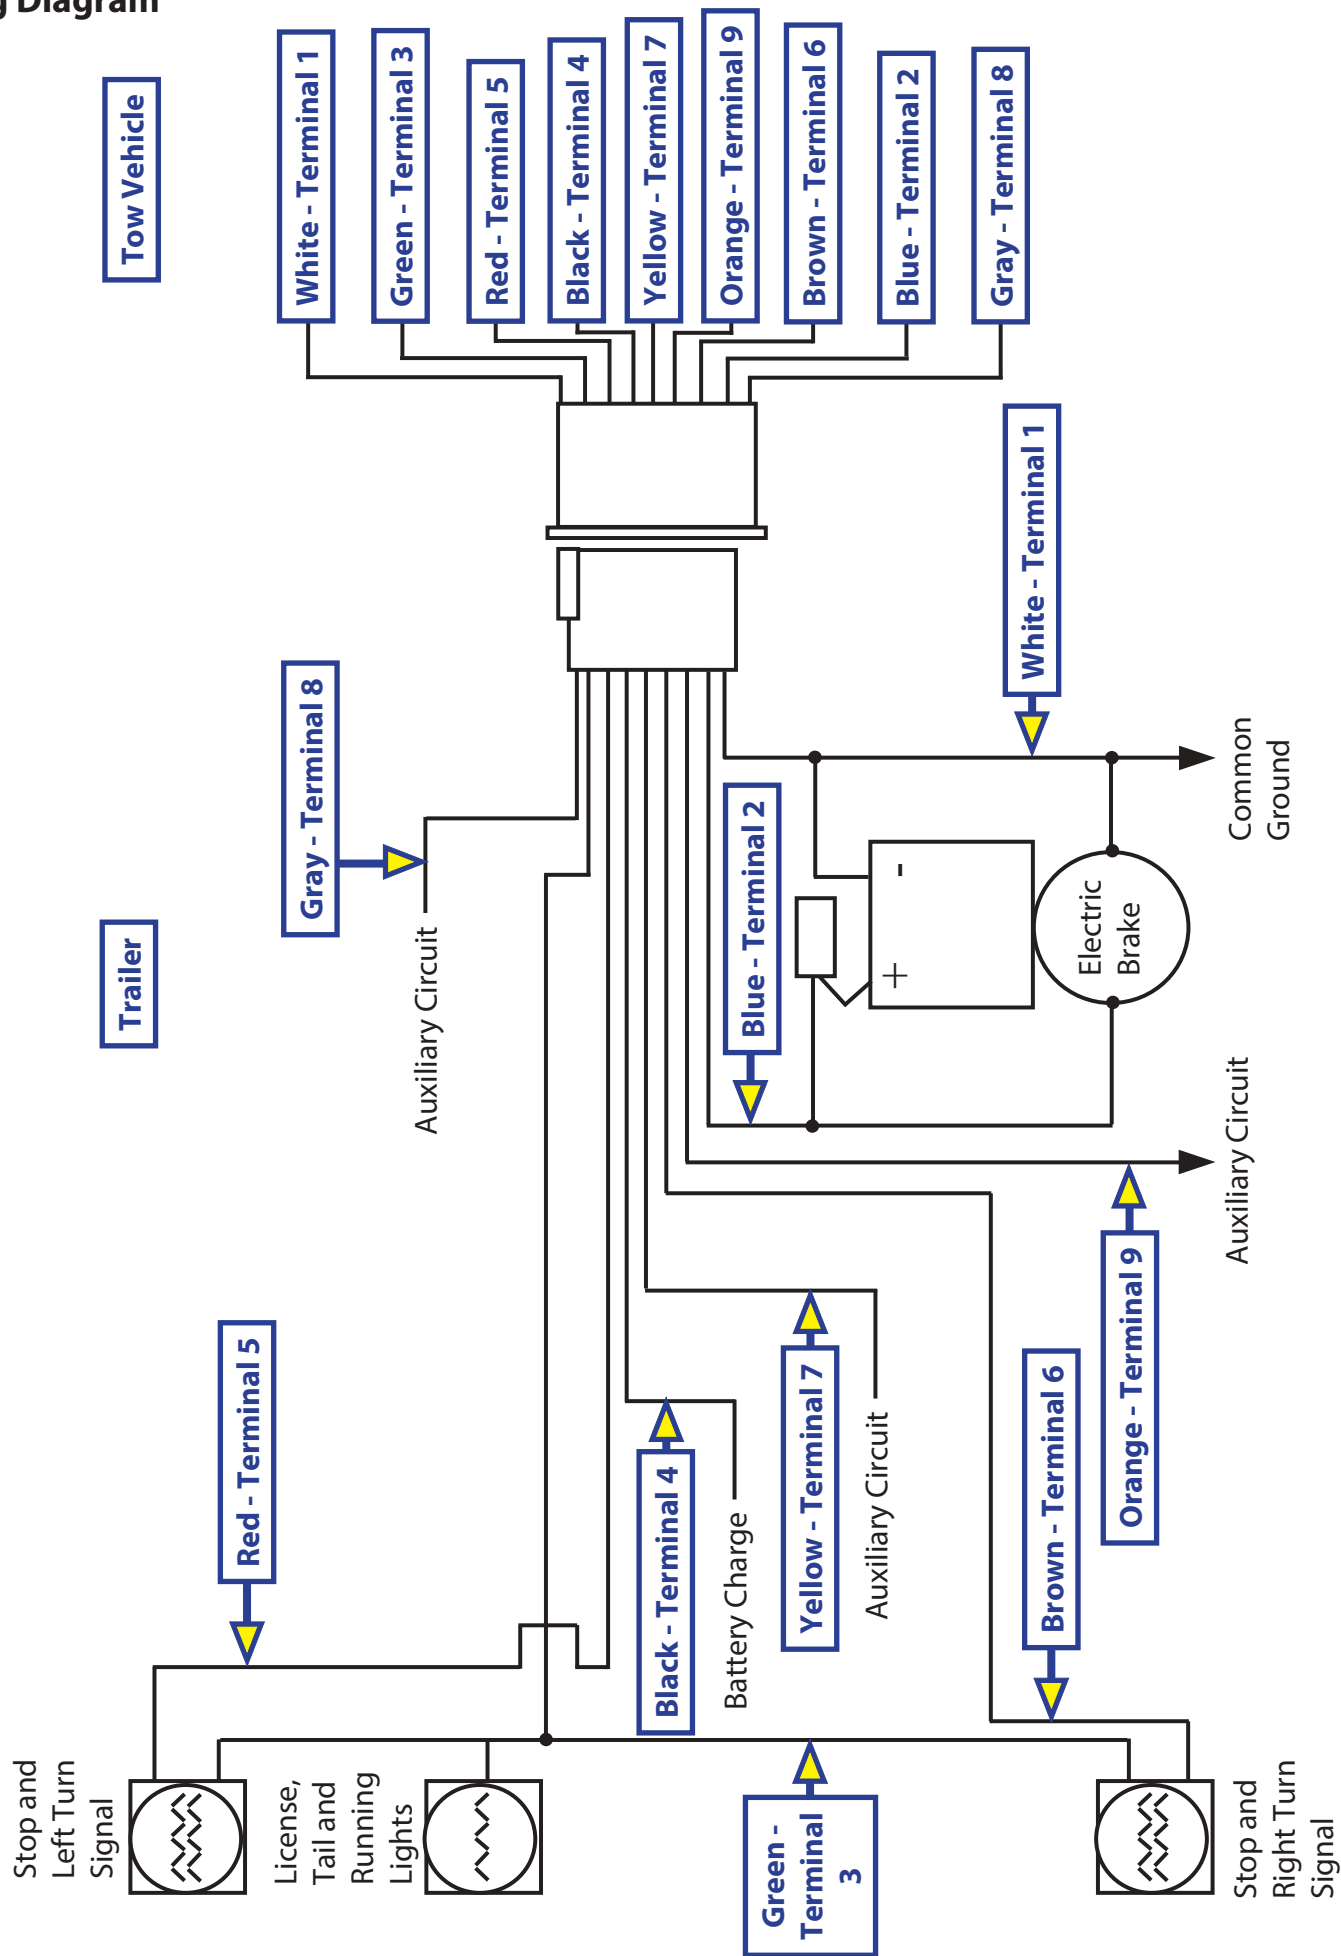 g Diagram
Tow Vehicle
White - Terminal 1
Green - Terminal 3
Red - Terminal 5
Black - Terminal 4
Yellow - Terminal 7
Orange - Terminal 9
Brown - Terminal 6
Blue - Terminal 2
Gray - Terminal 8
Trailer
Gray - Terminal 8
Auxiliary Circuit
White - Terminal 1
Common
Ground
Blue - Terminal 2
-
+
Electric
Brake
Auxiliary Circuit
Orange - Terminal 9
Red - Terminal 5
Black - Terminal 4
Battery Charge
Yellow - Terminal 7
Auxiliary Circuit
Brown - Terminal 6
Stop and
Left Turn
Signal
License,
Tail and
Running
Lights
Green -
Terminal
3
Stop and
Right Turn
Signal